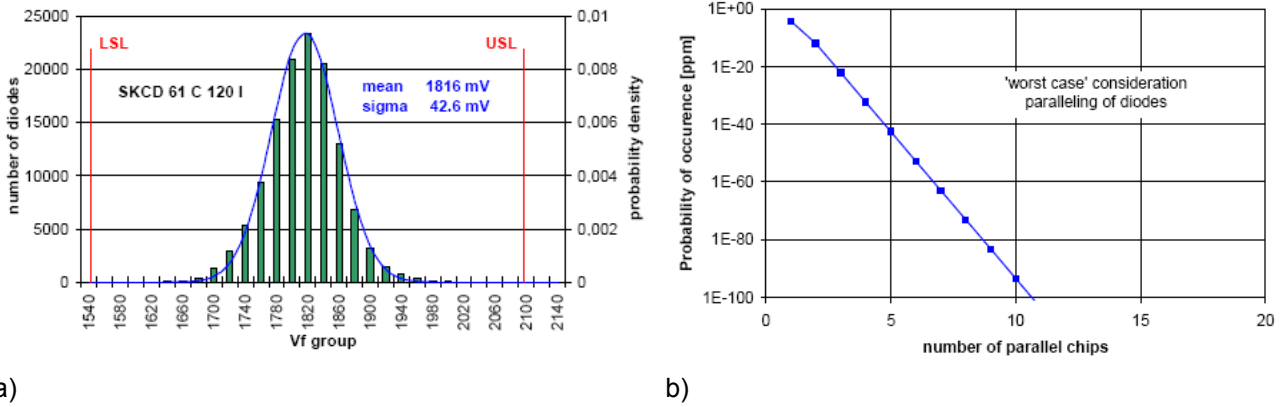 25000
20000
15000
10000
5000
0
number of diodes
LSL
USL
SKCD 61 C 120 I
mean 1816 mV
sigma 42.6 mV
0,01
0,008
0,006
0,004
0,002
0
probability density
1540 1580 1620 1660 1700 1740 1780 1820 1860 1900 1940 1980 2020 2060 2100 2140
Vf group
a)
1E+00
1E-20
1E-40
1E-60
1E-80
1E-100
Probability of occurence [ppm]
'worst case' consideration
paralleling of diodes
0 5 10 15 20
number of parallel chips
b)